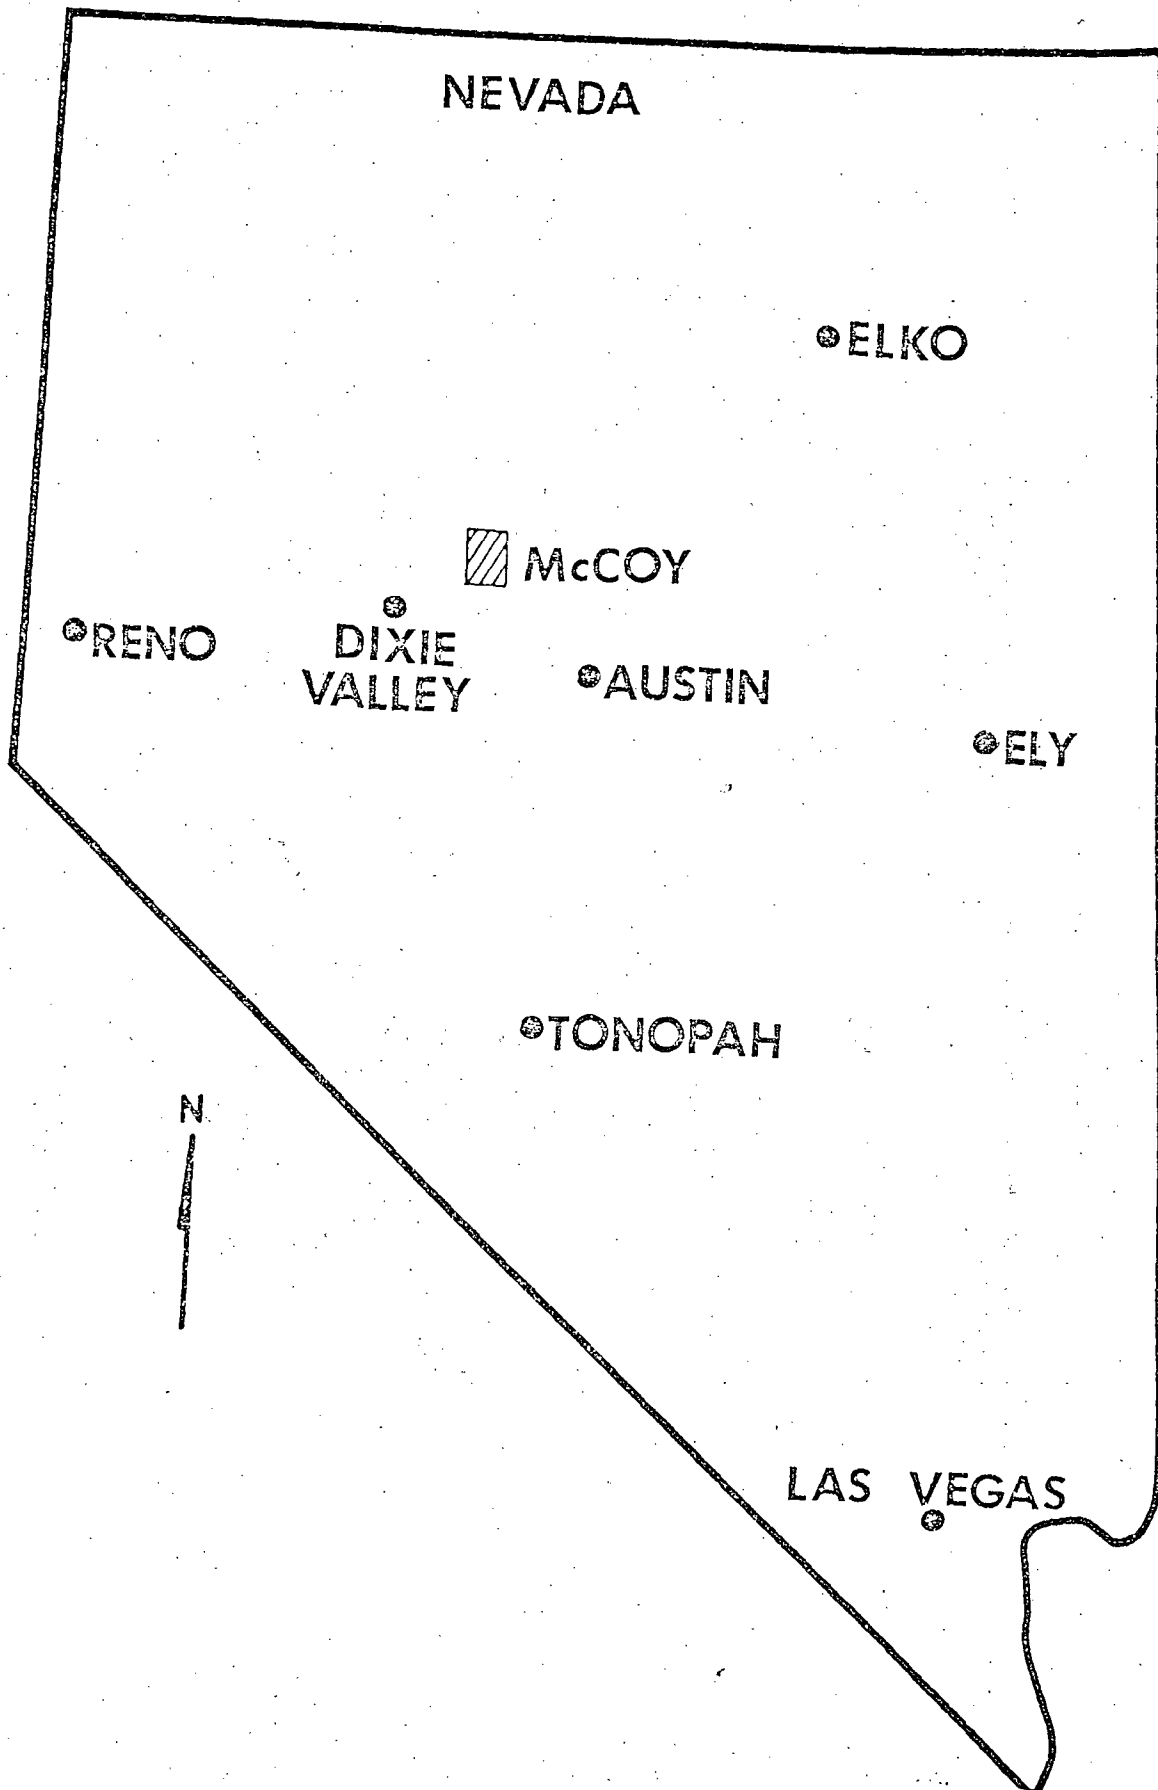 NEVADA
ELKO
McCOY
RENO
DIXIE
VALLEY
AUSTIN
ELY
TONOPAH
N
LAS VEGAS